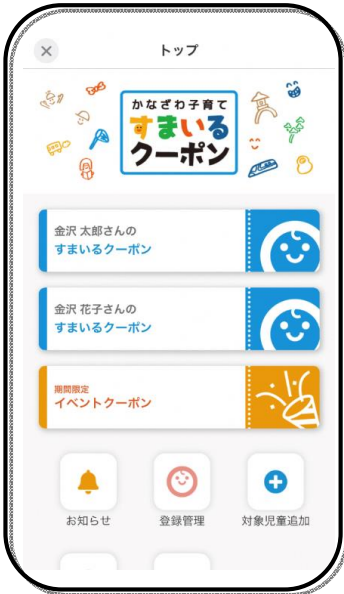 トップ
かなざわ子育て
すまいる
クーポン
金沢 太郎さんの
すまいるクーポン
金沢 花子さんの
すまいるクーポン
期間限定
イベントクーポン
お知らせ
登録管理
対象児童追加